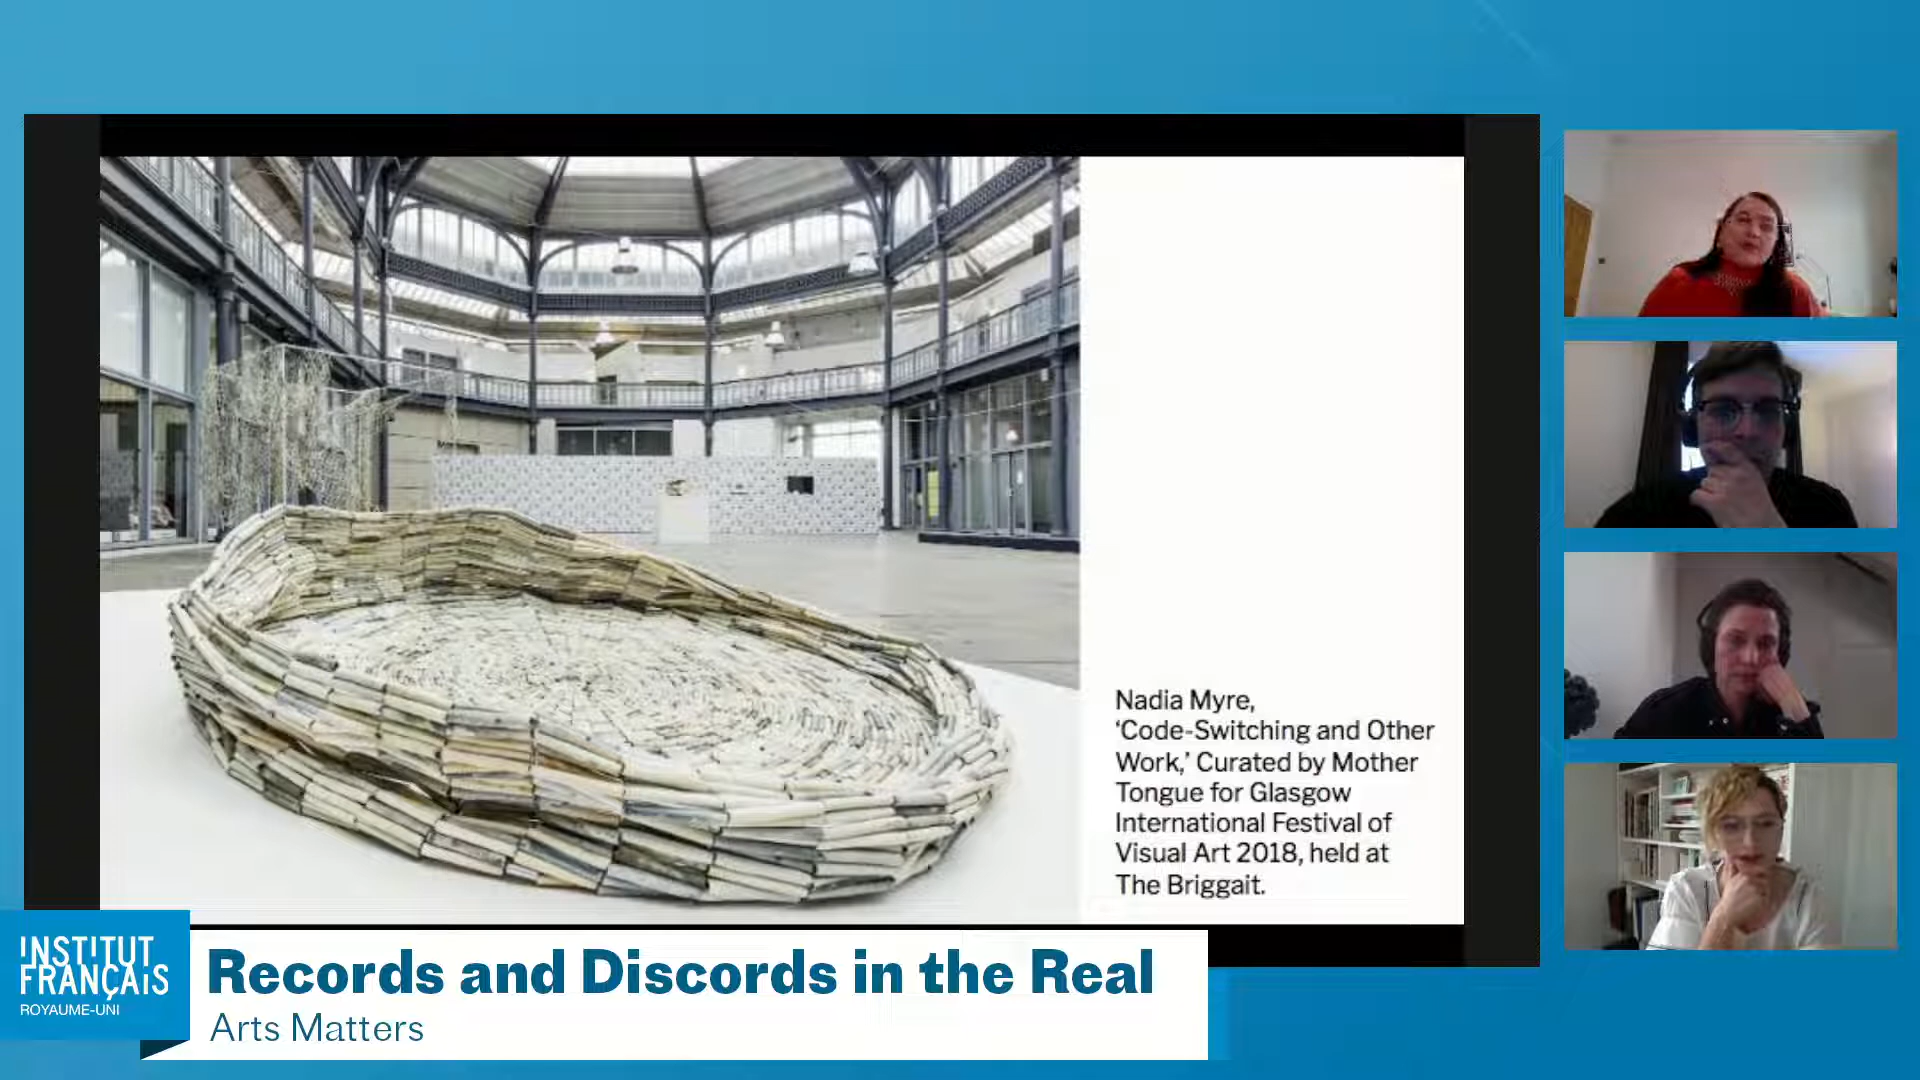 Nadia Myre,
‘Code-Switching and Other
Work,’ Curated by Mother
Tongue for Glasgow
International Festival of
Visual Art 2018, held at
The Briggait.
INSTITUT
FRANÇAIS
ROYAUME-UNI
Records and Discords in the Real
Arts Matters